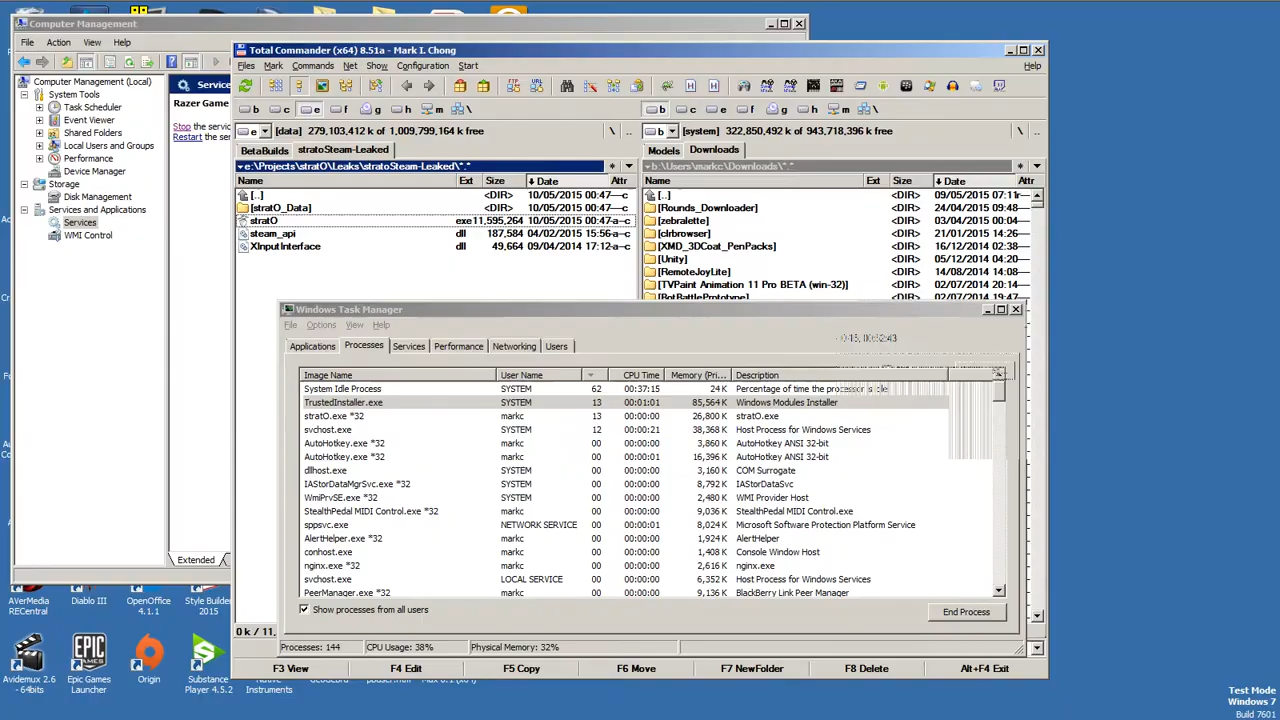 Computer Management
File Action View Help
Computer Management (Local)
System Tools
Task Scheduler
Event Viewer
Shared Folders
Local Users and Groups
Performance
Device Manager
Storage
Disk Management
Services and Applications
Services
WMI Control
Service
Razer Game
Stop the servic
Restart the serv
Extended
Total Commander (x64) 8.51a - Mark I. Chong
Files Mark Commands Net Show Configuration Start Help
b c e f g h m \
b c e f g h m \
e [data] 279,103,412 k of 1,009,799,164 k free \ ..
b [system] 322,850,492 k of 943,718,396 k free \ ..
BetaBuilds stratoSteam-Leaked
Models Downloads
e:\Projects\stratO\Leaks\stratoSteam-Leaked\*.* * 
b:\Users\markc\Downloads\*.* *
Name Ext Size Date Attr
[..] <DIR> 10/05/2015 00:47 —c
[stratO_Data] <DIR> 10/05/2015 00:47 —c
stratO exe 11,595,264 10/05/2015 00:47 -a—c
steam_api dll 187,584 04/02/2015 15:56 -a—c
XInputInterface dll 49,664 09/04/2014 17:12 -a—c
Name Ext Size Date Attr
[..] <DIR> 09/05/2015 07:11
[Rounds_Downloader] <DIR> 24/04/2015 09:48 —
[zebralette] <DIR> 03/04/2015 00:04 —
[clrbrowser] <DIR> 21/01/2015 14:26 —
[XMD_3DCoat_PenPacks] <DIR> 16/12/2014 02:38 —
[Unity] <DIR> 05/12/2014 04:20 —
[RemoteJoyLite] <DIR> 14/08/2014 14:08 —
[TVPaint Animation 11 Pro BETA (win-32)] <DIR> 02/07/2014 20:14 —
[BotBattlePrototype] <DIR> 02/07/2014 19:47
Windows Task Manager
File Options View Help
Applications Processes Services Performance Networking Users
Image Name User Name CPU Time Memory (Pri... Description
System Idle Process SYSTEM 62 00:37:15 24 K Percentage of time the processor is idle
TrustedInstaller.exe SYSTEM 13 00:01:01 85,564 K Windows Modules Installer
stratO.exe *32 markc 13 00:00:00 26,800 K stratO.exe
svchost.exe SYSTEM 12 00:00:21 38,368 K Host Process for Windows Services
AutoHotkey.exe *32 markc 00 00:00:00 3,860 K AutoHotkey ANSI 32-bit
AutoHotkey.exe *32 markc 00 00:00:01 16,396 K AutoHotkey ANSI 32-bit
dllhost.exe SYSTEM 00 00:00:00 3,160 K COM Surrogate
IAStorDataMgrSvc.exe *32 SYSTEM 00 00:00:00 8,792 K IAStorDataSvc
WmiPrvSE.exe *32 SYSTEM 00 00:00:00 2,480 K WMI Provider Host
StealthPedal MIDI Control.exe *32 markc 00 00:00:00 9,036 K StealthPedal MIDI Control.exe
sppsvc.exe NETWORK SERVICE 00 00:00:01 8,024 K Microsoft Software Protection Platform Service
AlertHelper.exe *32 markc 00 00:00:00 1,924 K AlertHelper
conhost.exe markc 00 00:00:00 1,408 K Console Window Host
nginx.exe *32 markc 00 00:00:00 2,616 K nginx.exe
svchost.exe LOCAL SERVICE 00 00:00:00 6,352 K Host Process for Windows Services
PeerManager.exe *32 markc 00 00:00:00 9,136 K BlackBerry Link Peer Manager
Show processes from all users
End Process
Processes: 144 CPU Usage: 38% Physical Memory: 32%
0 k / 11,
F3 View F4 Edit F5 Copy F6 Move F7 NewFolder F8 Delete Alt+F4 Exit
AVerMedia RECentral
Diablo III
OpenOffice 4.1.1
Style Builder 2015
Avidemux 2.6 - 64bits
Epic Games Launcher
Origin
Substance Player 4.5.2
Instruments
Test Mode
Windows 7
Build 7601